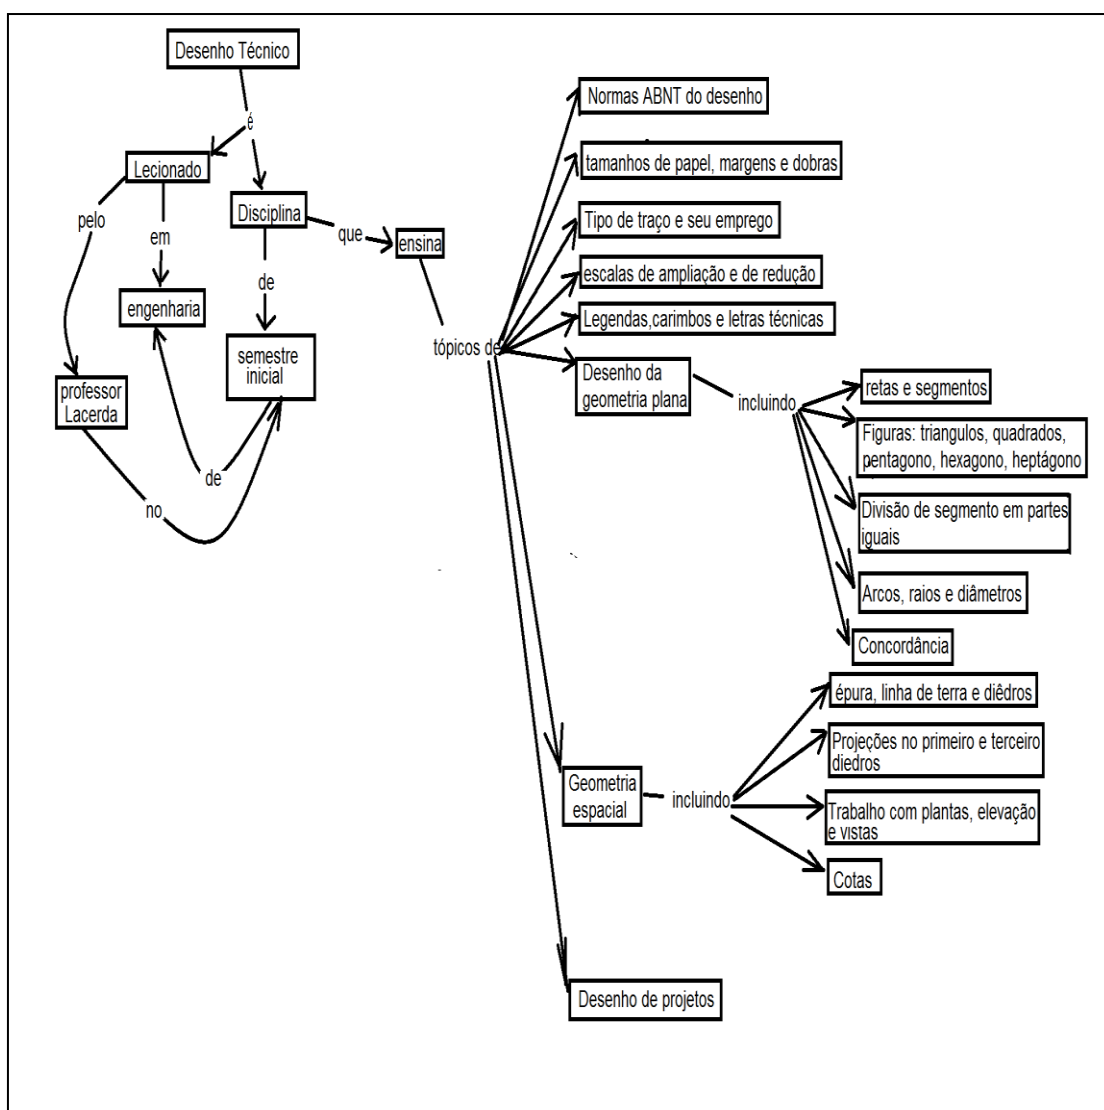 Desenho Técnico
é
Lecionado
Disciplina
pelo
em
que
ensina
de
engenharia
semestre
inicial
professor
Lacerda
de
no
tópicos de
Normas ABNT do desenho
tamanhos de papel, margens e dobras
Tipo de traço e seu emprego
escalas de ampliação e de redução
Legendas,carimbos e letras técnicas
Desenho da
geometria plana
incluindo
retas e segmentos
Figuras: triangulos, quadrados,
pentagono, hexagono, heptágono
Divisão de segmento em partes
iguais
Arcos, raios e diâmetros
Concordância
Geometria
espacial
incluindo
épura, linha de terra e diêdros
Projeções no primeiro e terceiro
diedros
Trabalho com plantas, elevação
e vistas
Cotas
Desenho de projetos